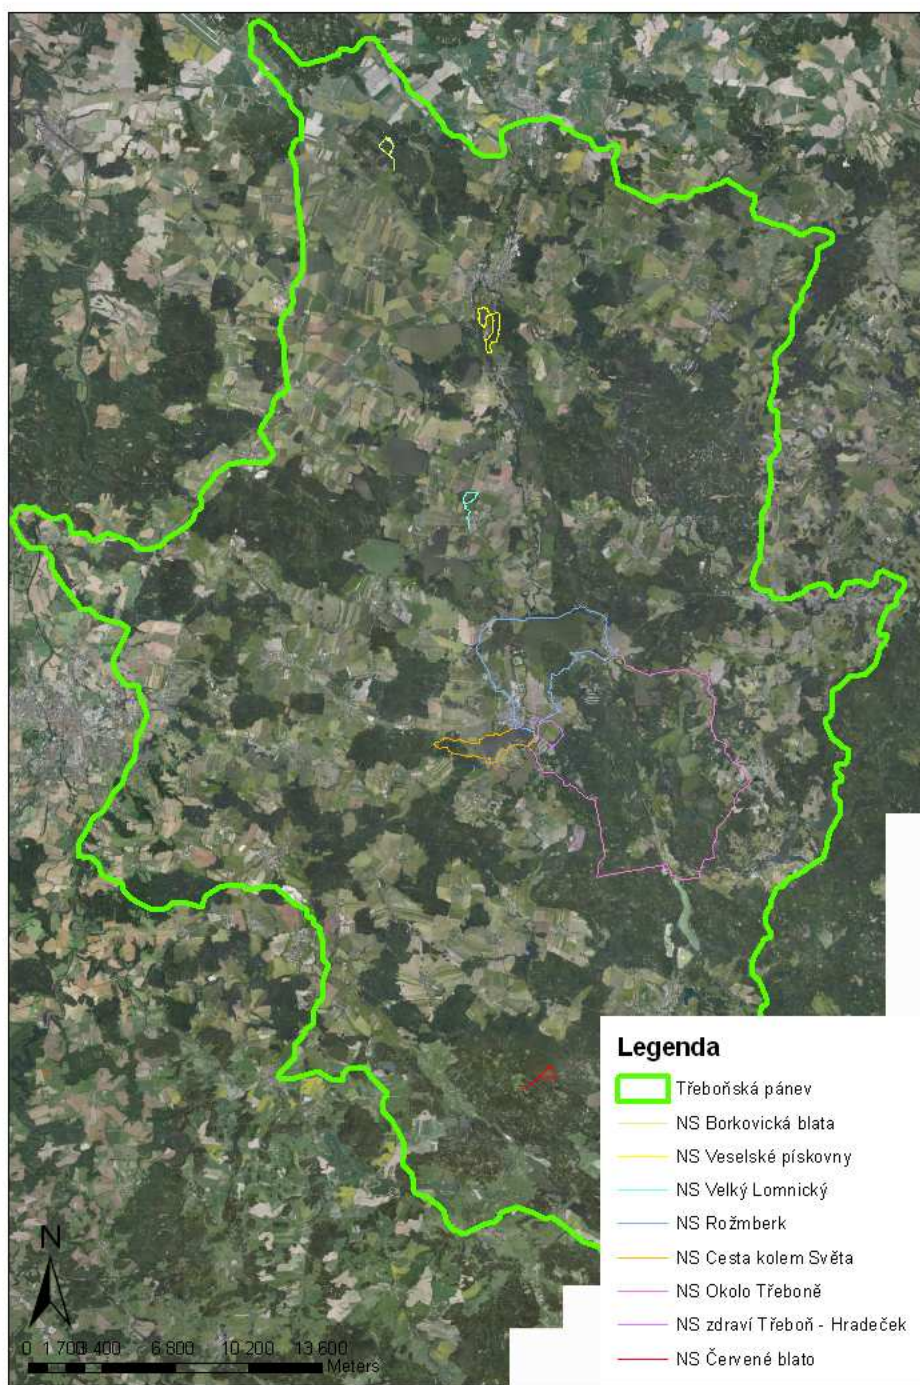 Legenda
Třeboňská pánev
NS Borkovická blata
NS Veselské pískovny
NS Velký Lomnický
NS Rožmberk
NS Cesta kolem Světa
NS Okolo Třeboně
NS zdraví Třeboň - Hradeček
NS Červené blato
N
0 1 700 3 400 6 800 10 200 13 600
Meters